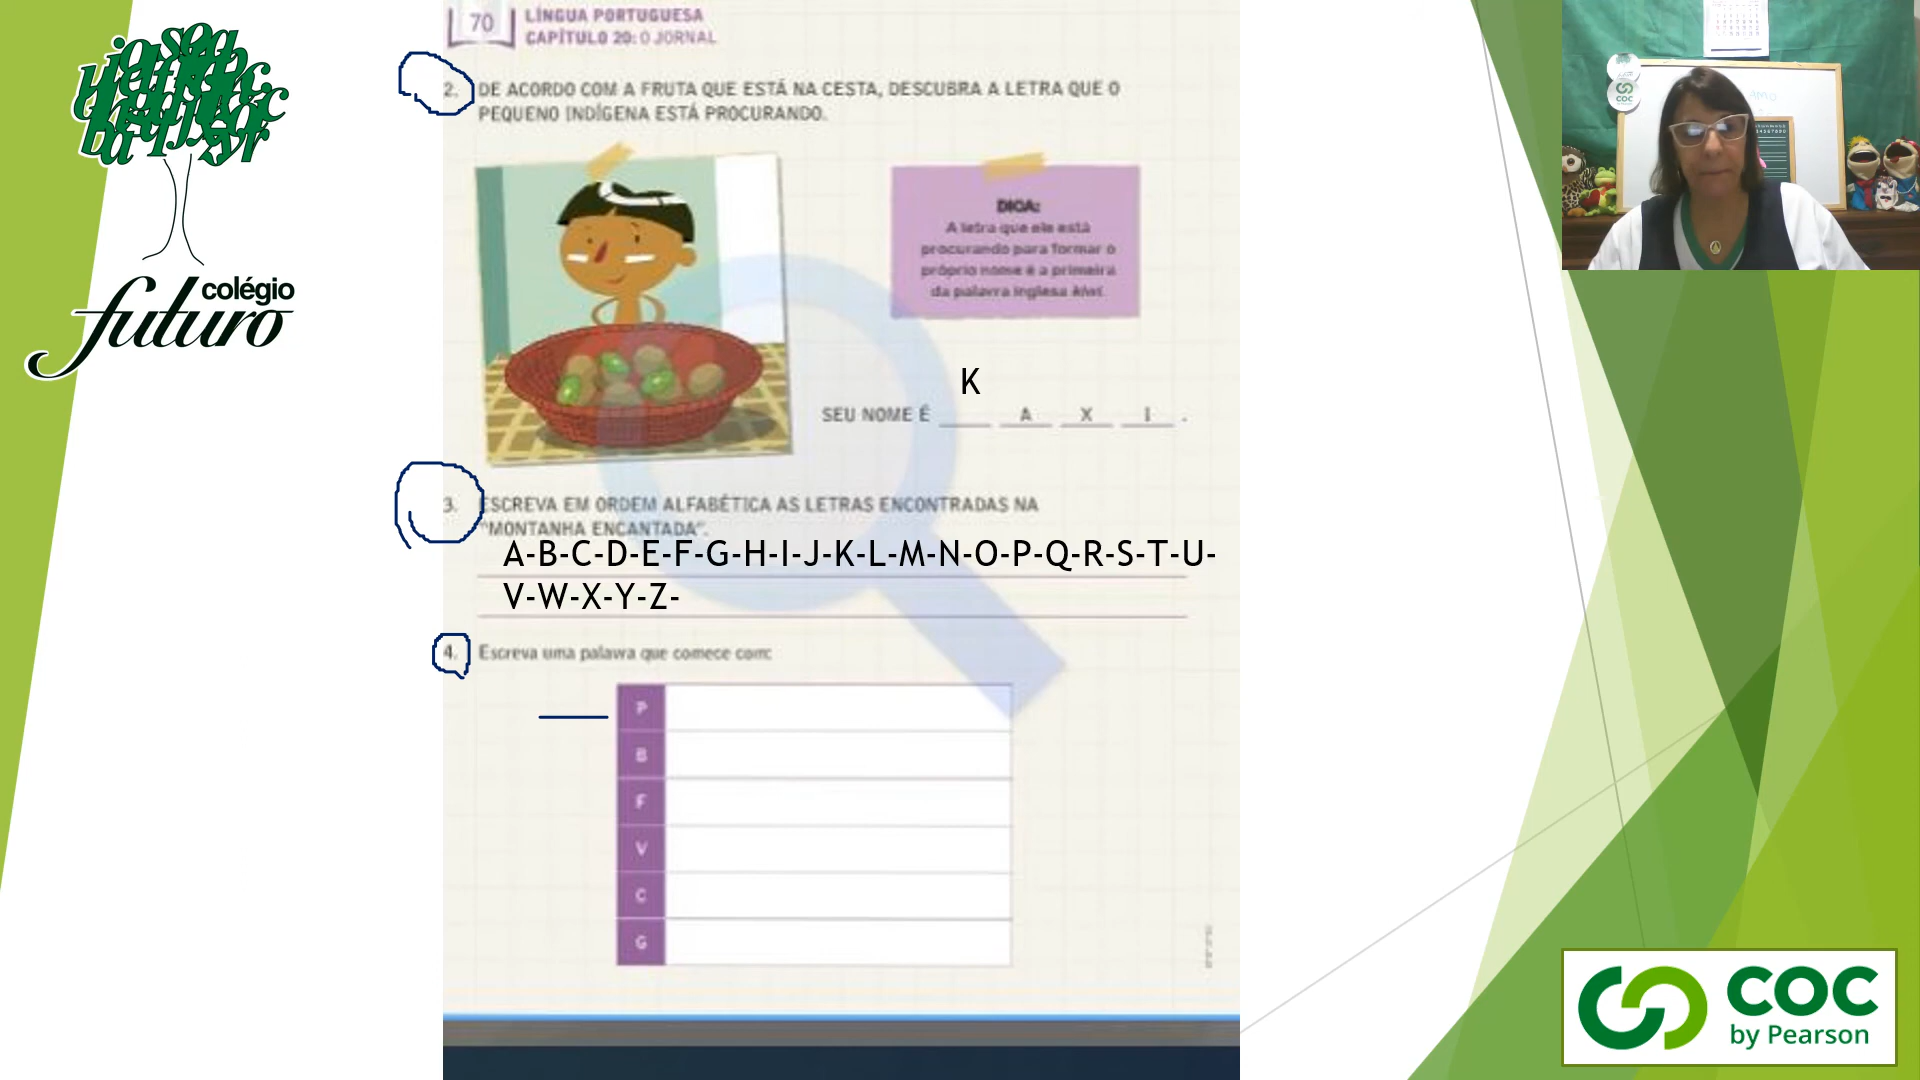 colégio
futuro
70
LÍNGUA PORTUGUESA
CAPÍTULO 20: O JORNAL
2. DE ACORDO COM A FRUTA QUE ESTÁ NA CESTA, DESCUBRA A LETRA QUE O
PEQUENO INDÍGENA ESTÁ PROCURANDO.
DICA:
A letra que ele está
procurando para formar o
próprio nome é a primeira
da palavra inglesa kiwi.
K
SEU NOME É ____ A X I .
3. ESCREVA EM ORDEM ALFABÉTICA AS LETRAS ENCONTRADAS NA
"MONTANHA ENCANTADA".
A-B-C-D-E-F-G-H-I-J-K-L-M-N-O-P-Q-R-S-T-U-
V-W-X-Y-Z-
4. Escreva uma palavra que comece com:
P
B
F
V
C
G
COC
COC
by Pearson